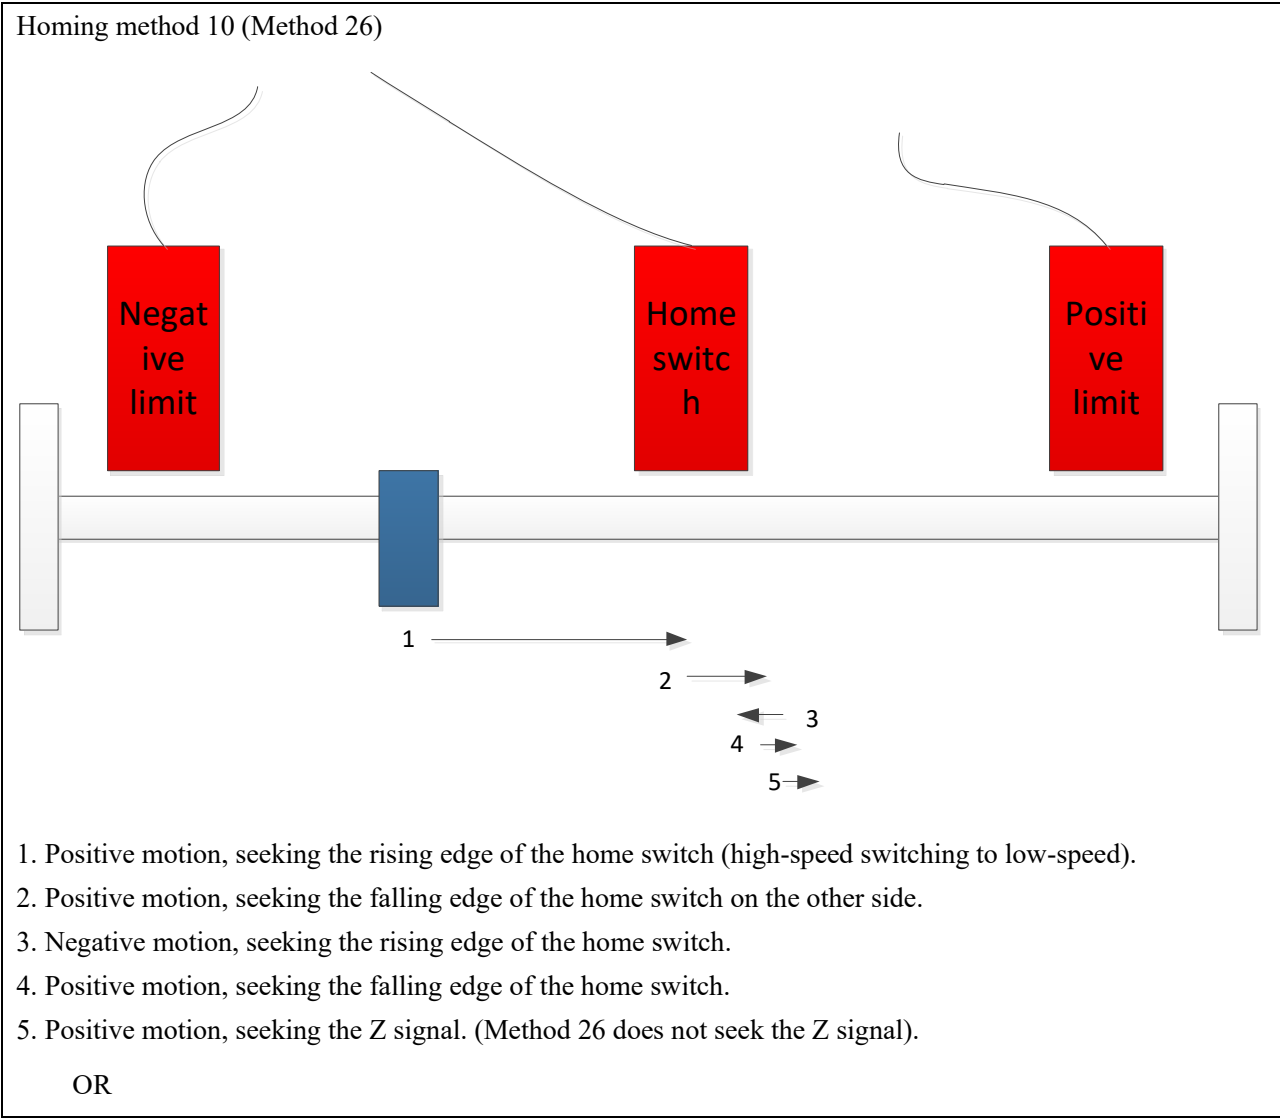 Homing method 10 (Method 26)
Negat
ive
limit
Home
switc
h
Positi
ve
limit
1
2
3
4
5
1. Positive motion, seeking the rising edge of the home switch (high-speed switching to low-speed).
2. Positive motion, seeking the falling edge of the home switch on the other side.
3. Negative motion, seeking the rising edge of the home switch.
4. Positive motion, seeking the falling edge of the home switch.
5. Positive motion, seeking the Z signal. (Method 26 does not seek the Z signal).
OR